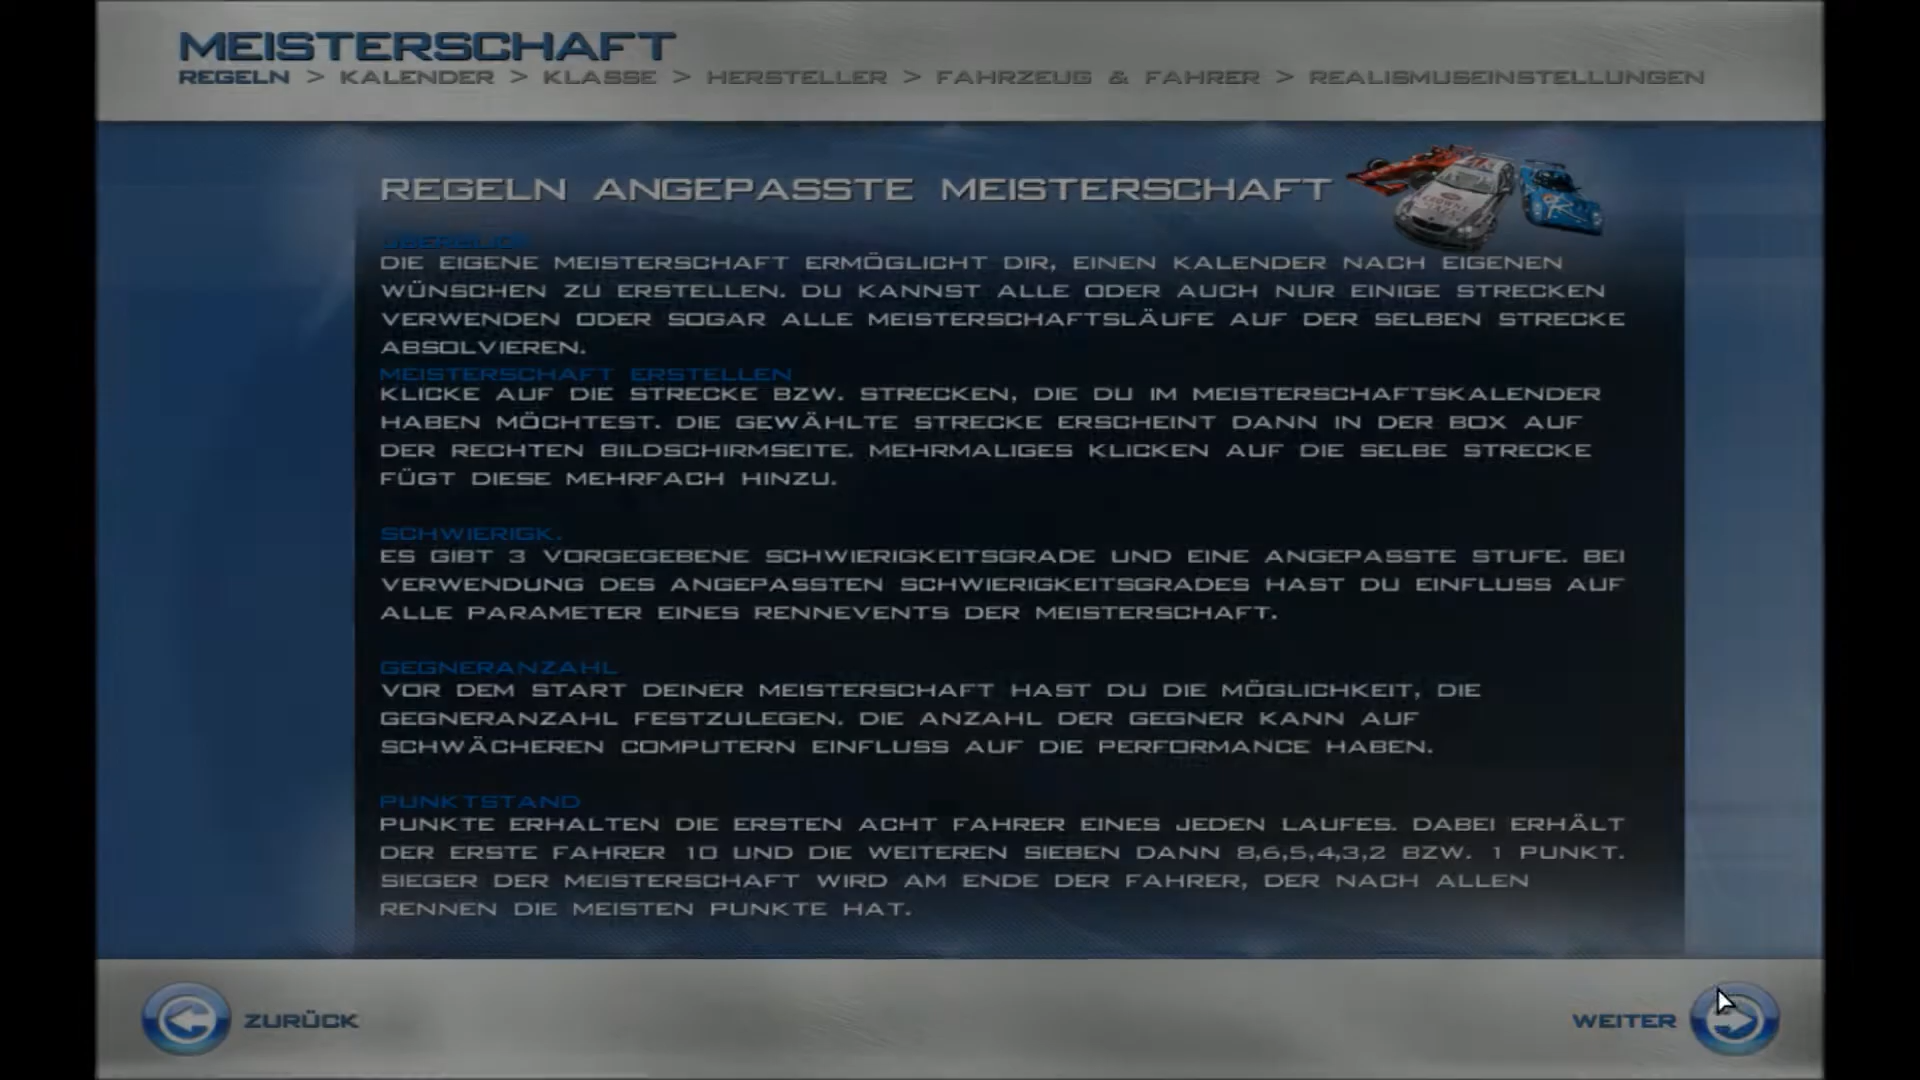 MEISTERSCHAFT
REGELN > KALENDER > KLASSE > HERSTELLER > FAHRZEUG & FAHRER > REALISMUSEINSTELLUNGEN
REGELN ANGEPASSTE MEISTERSCHAFT
ÜBERBLICK
DIE EIGENE MEISTERSCHAFT ERMÖGLICHT DIR, EINEN KALENDER NACH EIGENEN
WÜNSCHEN ZU ERSTELLEN. DU KANNST ALLE ODER AUCH NUR EINIGE STRECKEN
VERWENDEN ODER SOGAR ALLE MEISTERSCHAFTSLÄUFE AUF DER SELBEN STRECKE
ABSOLVIEREN.
MEISTERSCHAFT ERSTELLEN
KLICKE AUF DIE STRECKE BZW. STRECKEN, DIE DU IM MEISTERSCHAFTSKALENDER
HABEN MÖCHTEST. DIE GEWÄHLTE STRECKE ERSCHEINT DANN IN DER BOX AUF
DER RECHTEN BILDSCHIRMSEITE. MEHRMALIGES KLICKEN AUF DIE SELBE STRECKE
FÜGT DIESE MEHRFACH HINZU.
SCHWIERIGK.
ES GIBT 3 VORGEGEBENE SCHWIERIGKEITSGRADE UND EINE ANGEPASSTE STUFE. BEI
VERWENDUNG DES ANGEPASSTEN SCHWIERIGKEITSGRADES HAST DU EINFLUSS AUF
ALLE PARAMETER EINES RENNEVENTS DER MEISTERSCHAFT.
GEGNERANZAHL
VOR DEM START DEINER MEISTERSCHAFT HAST DU DIE MÖGLICHKEIT, DIE
GEGNERANZAHL FESTZULEGEN. DIE ANZAHL DER GEGNER KANN AUF
SCHWÄCHEREN COMPUTERN EINFLUSS AUF DIE PERFORMANCE HABEN.
PUNKTSTAND
PUNKTE ERHALTEN DIE ERSTEN ACHT FAHRER EINES JEDEN LAUFES. DABEI ERHÄLT
DER ERSTE FAHRER 10 UND DIE WEITEREN SIEBEN DANN 8,6,5,4,3,2 BZW. 1 PUNKT.
SIEGER DER MEISTERSCHAFT WIRD AM ENDE DER FAHRER, DER NACH ALLEN
RENNEN DIE MEISTEN PUNKTE HAT.
ZURÜCK
WEITER